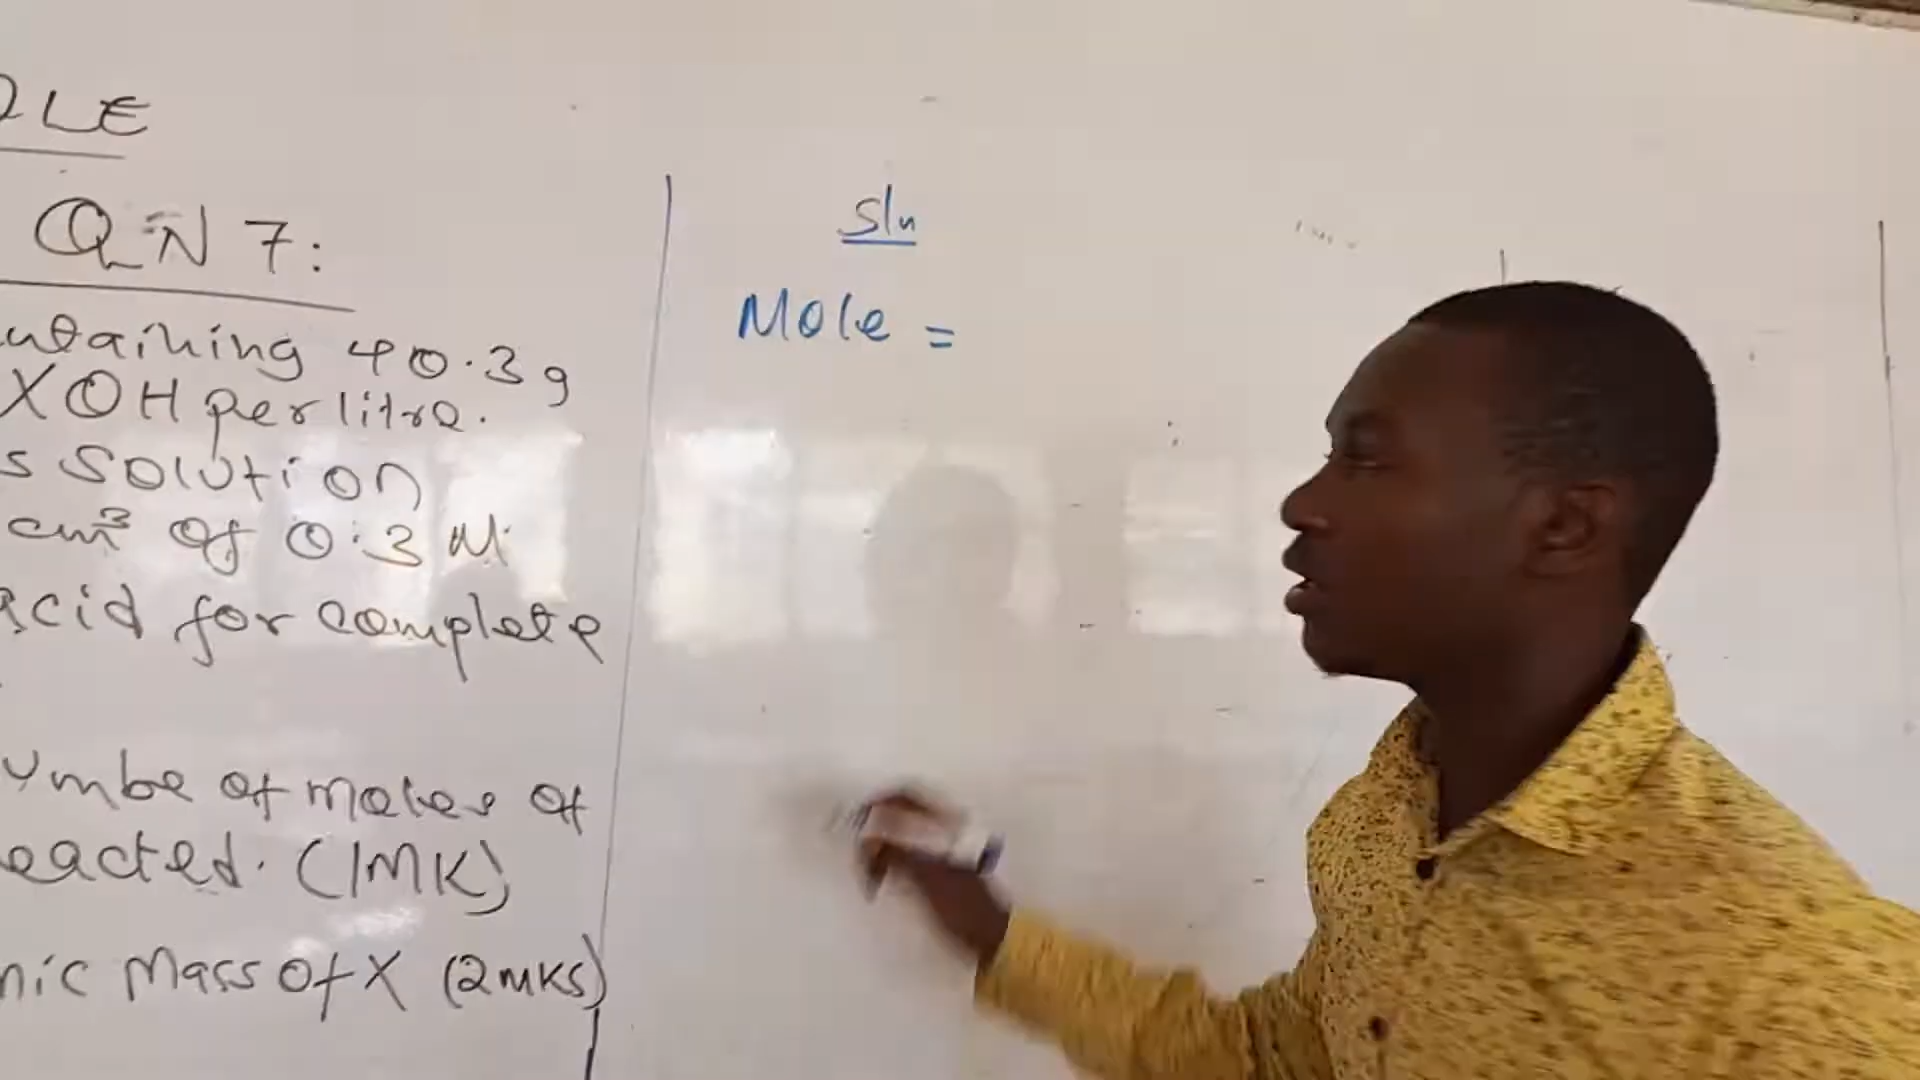 OLE
QN 7:
ntaining 40.3g
XOH per litre.
s Solution
cm³ of 0.3M
acid for complete
umbe of moles of
eacted. (1MK)
mic Mass of X (2MKS)
Sln
Mole =